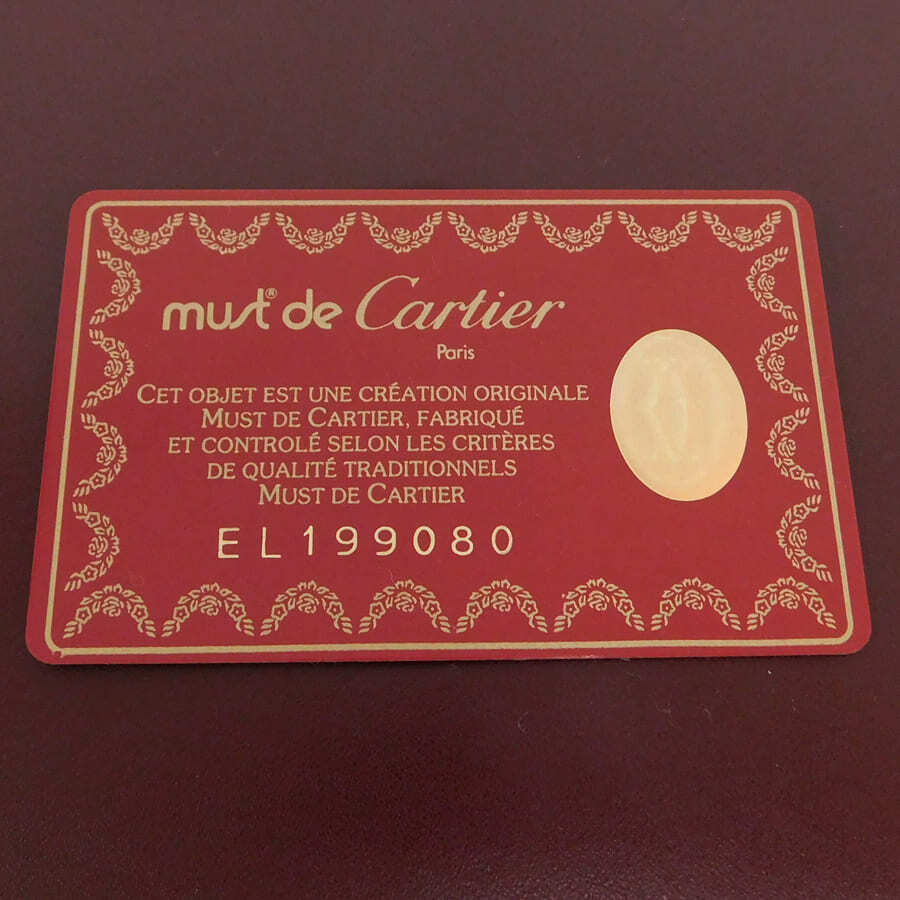 must® de Cartier
Paris
CET OBJET EST UNE CRÉATION ORIGINALE
MUST DE CARTIER, FABRIQUÉ
ET CONTROLÉ SELON LES CRITÈRES
DE QUALITÉ TRADITIONNELS
MUST DE CARTIER
EL199080